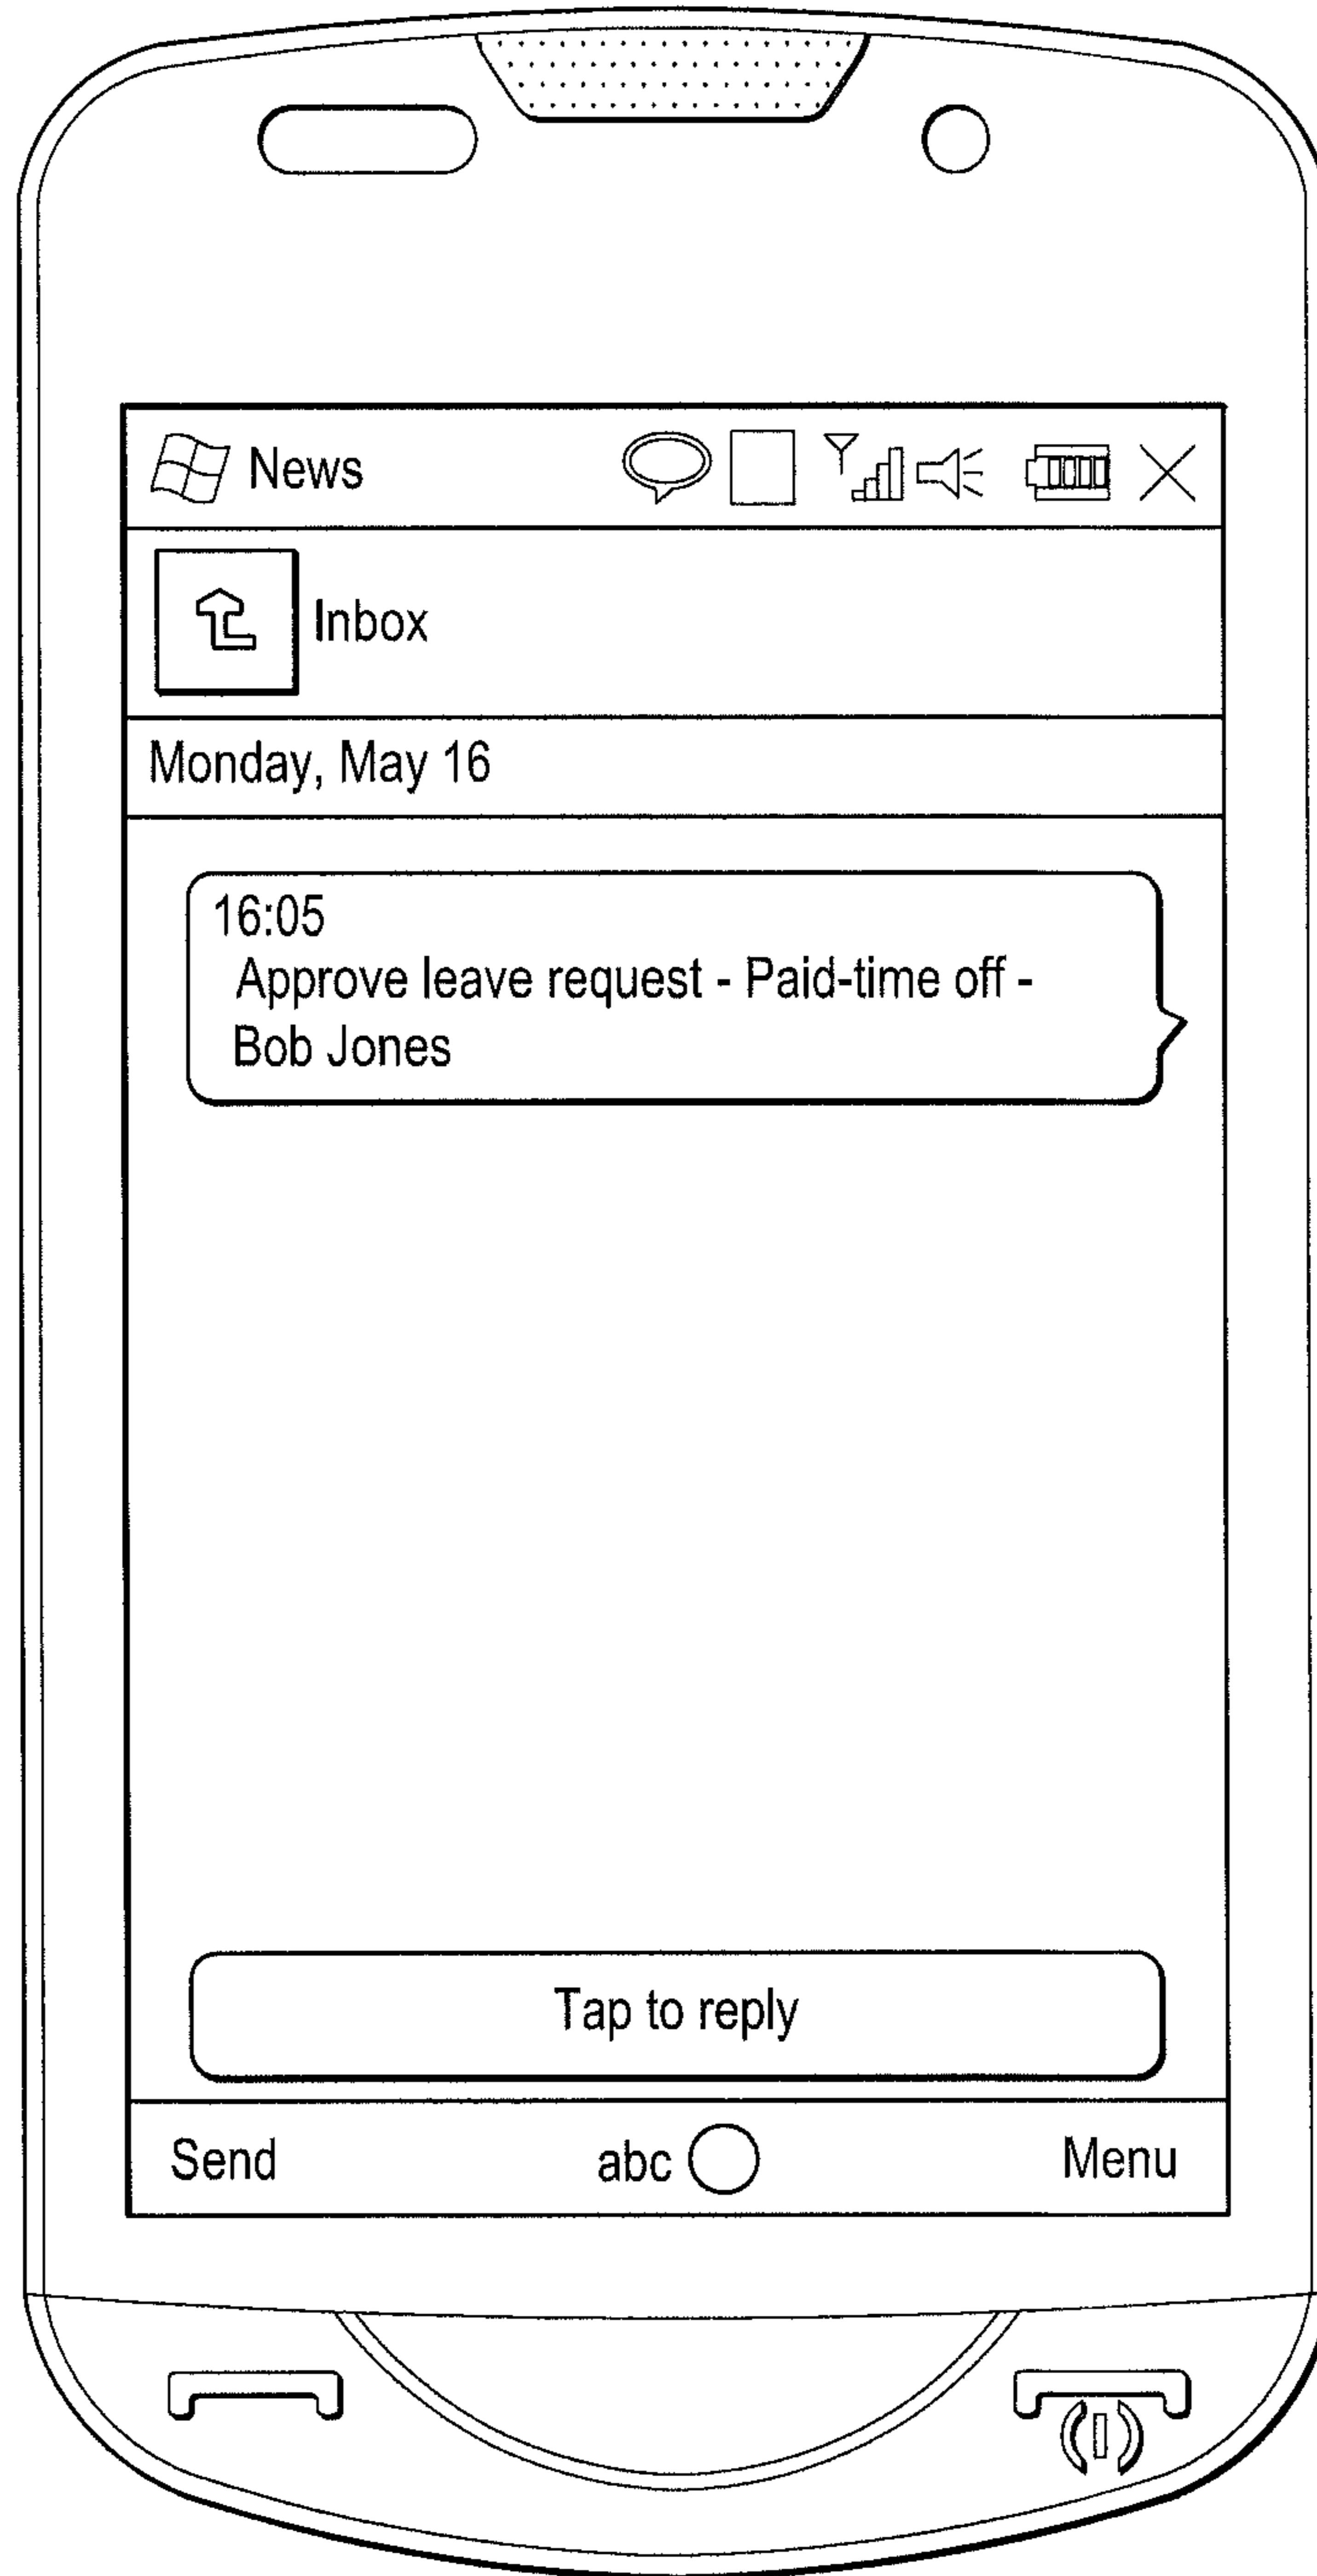 News
Inbox
Monday, May 16
16:05
Approve leave request - Paid-time off -
Bob Jones
Tap to reply
Send abc Menu